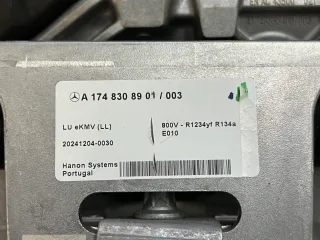 A 174 830 89 01 / 003
LU eKMV (LL)
800V - R1234yf R134a
20241204-0030
E010
Hanon Systems
Portugal